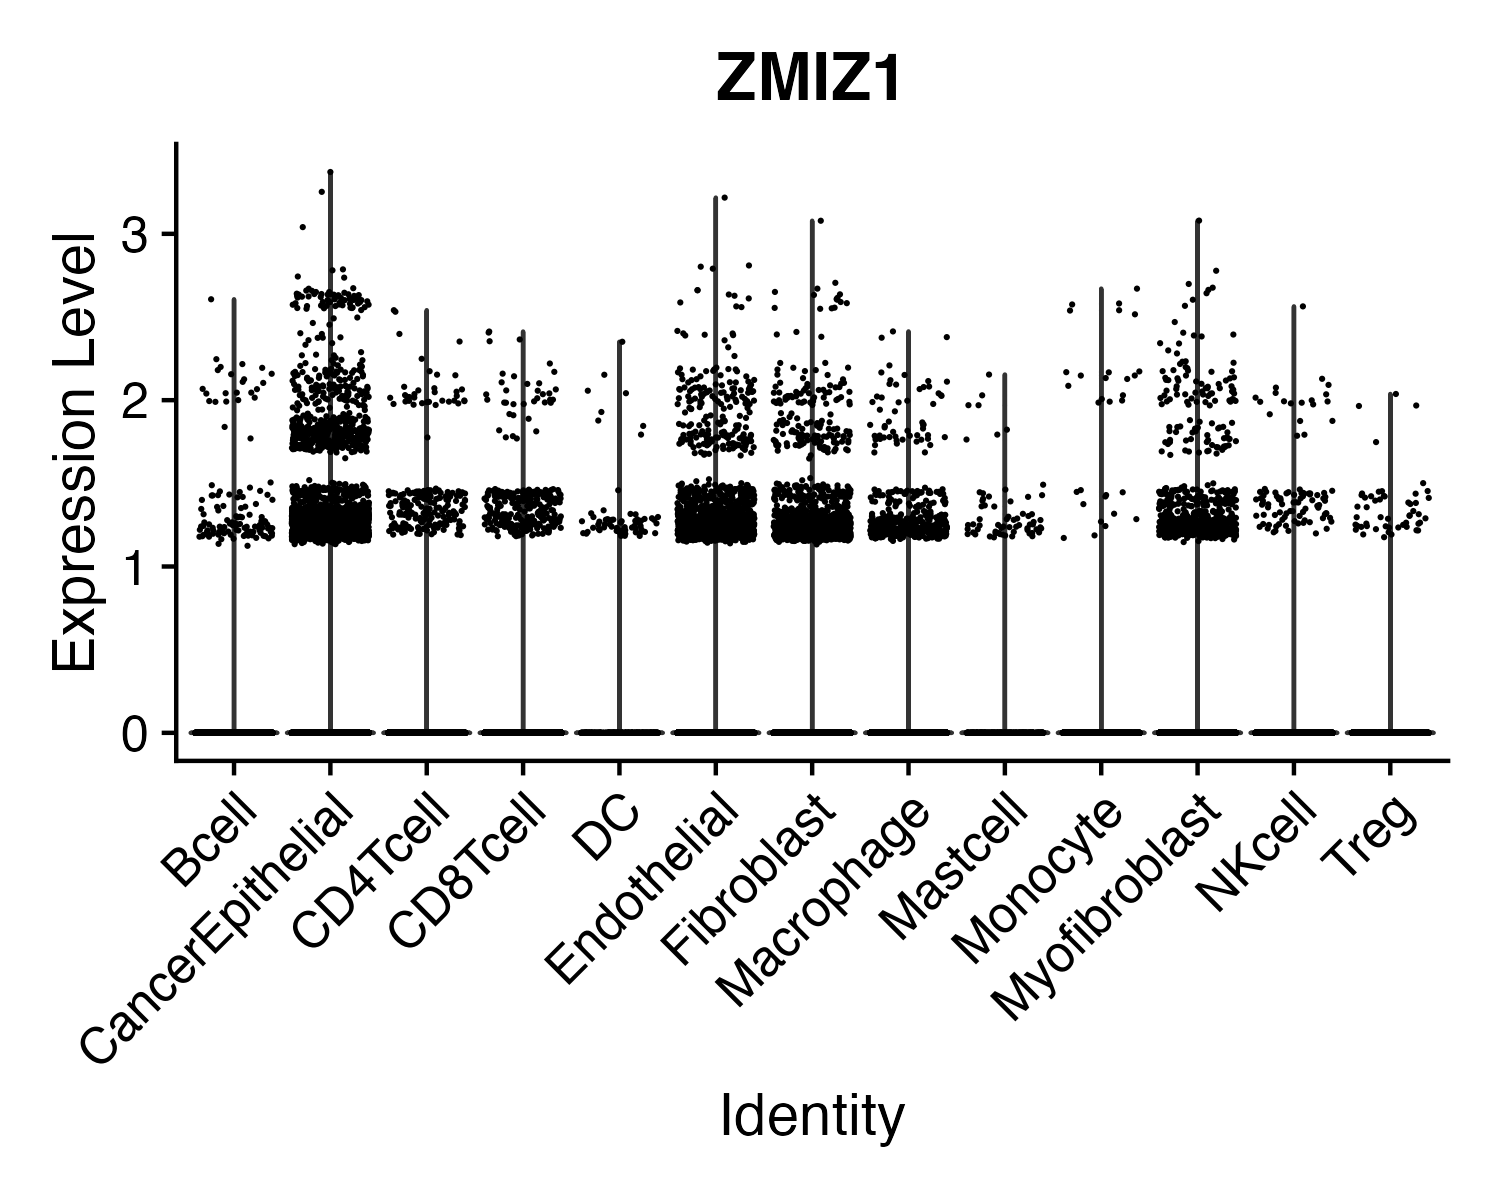 ZMIZ1
Expression Level
3
2
1
0
Bcell
CancerEpithelial
CD4Tcell
CD8Tcell
DC
Endothelial
Fibroblast
Macrophage
Mastcell
Monocyte
Myofibroblast
NKcell
Treg
Identity